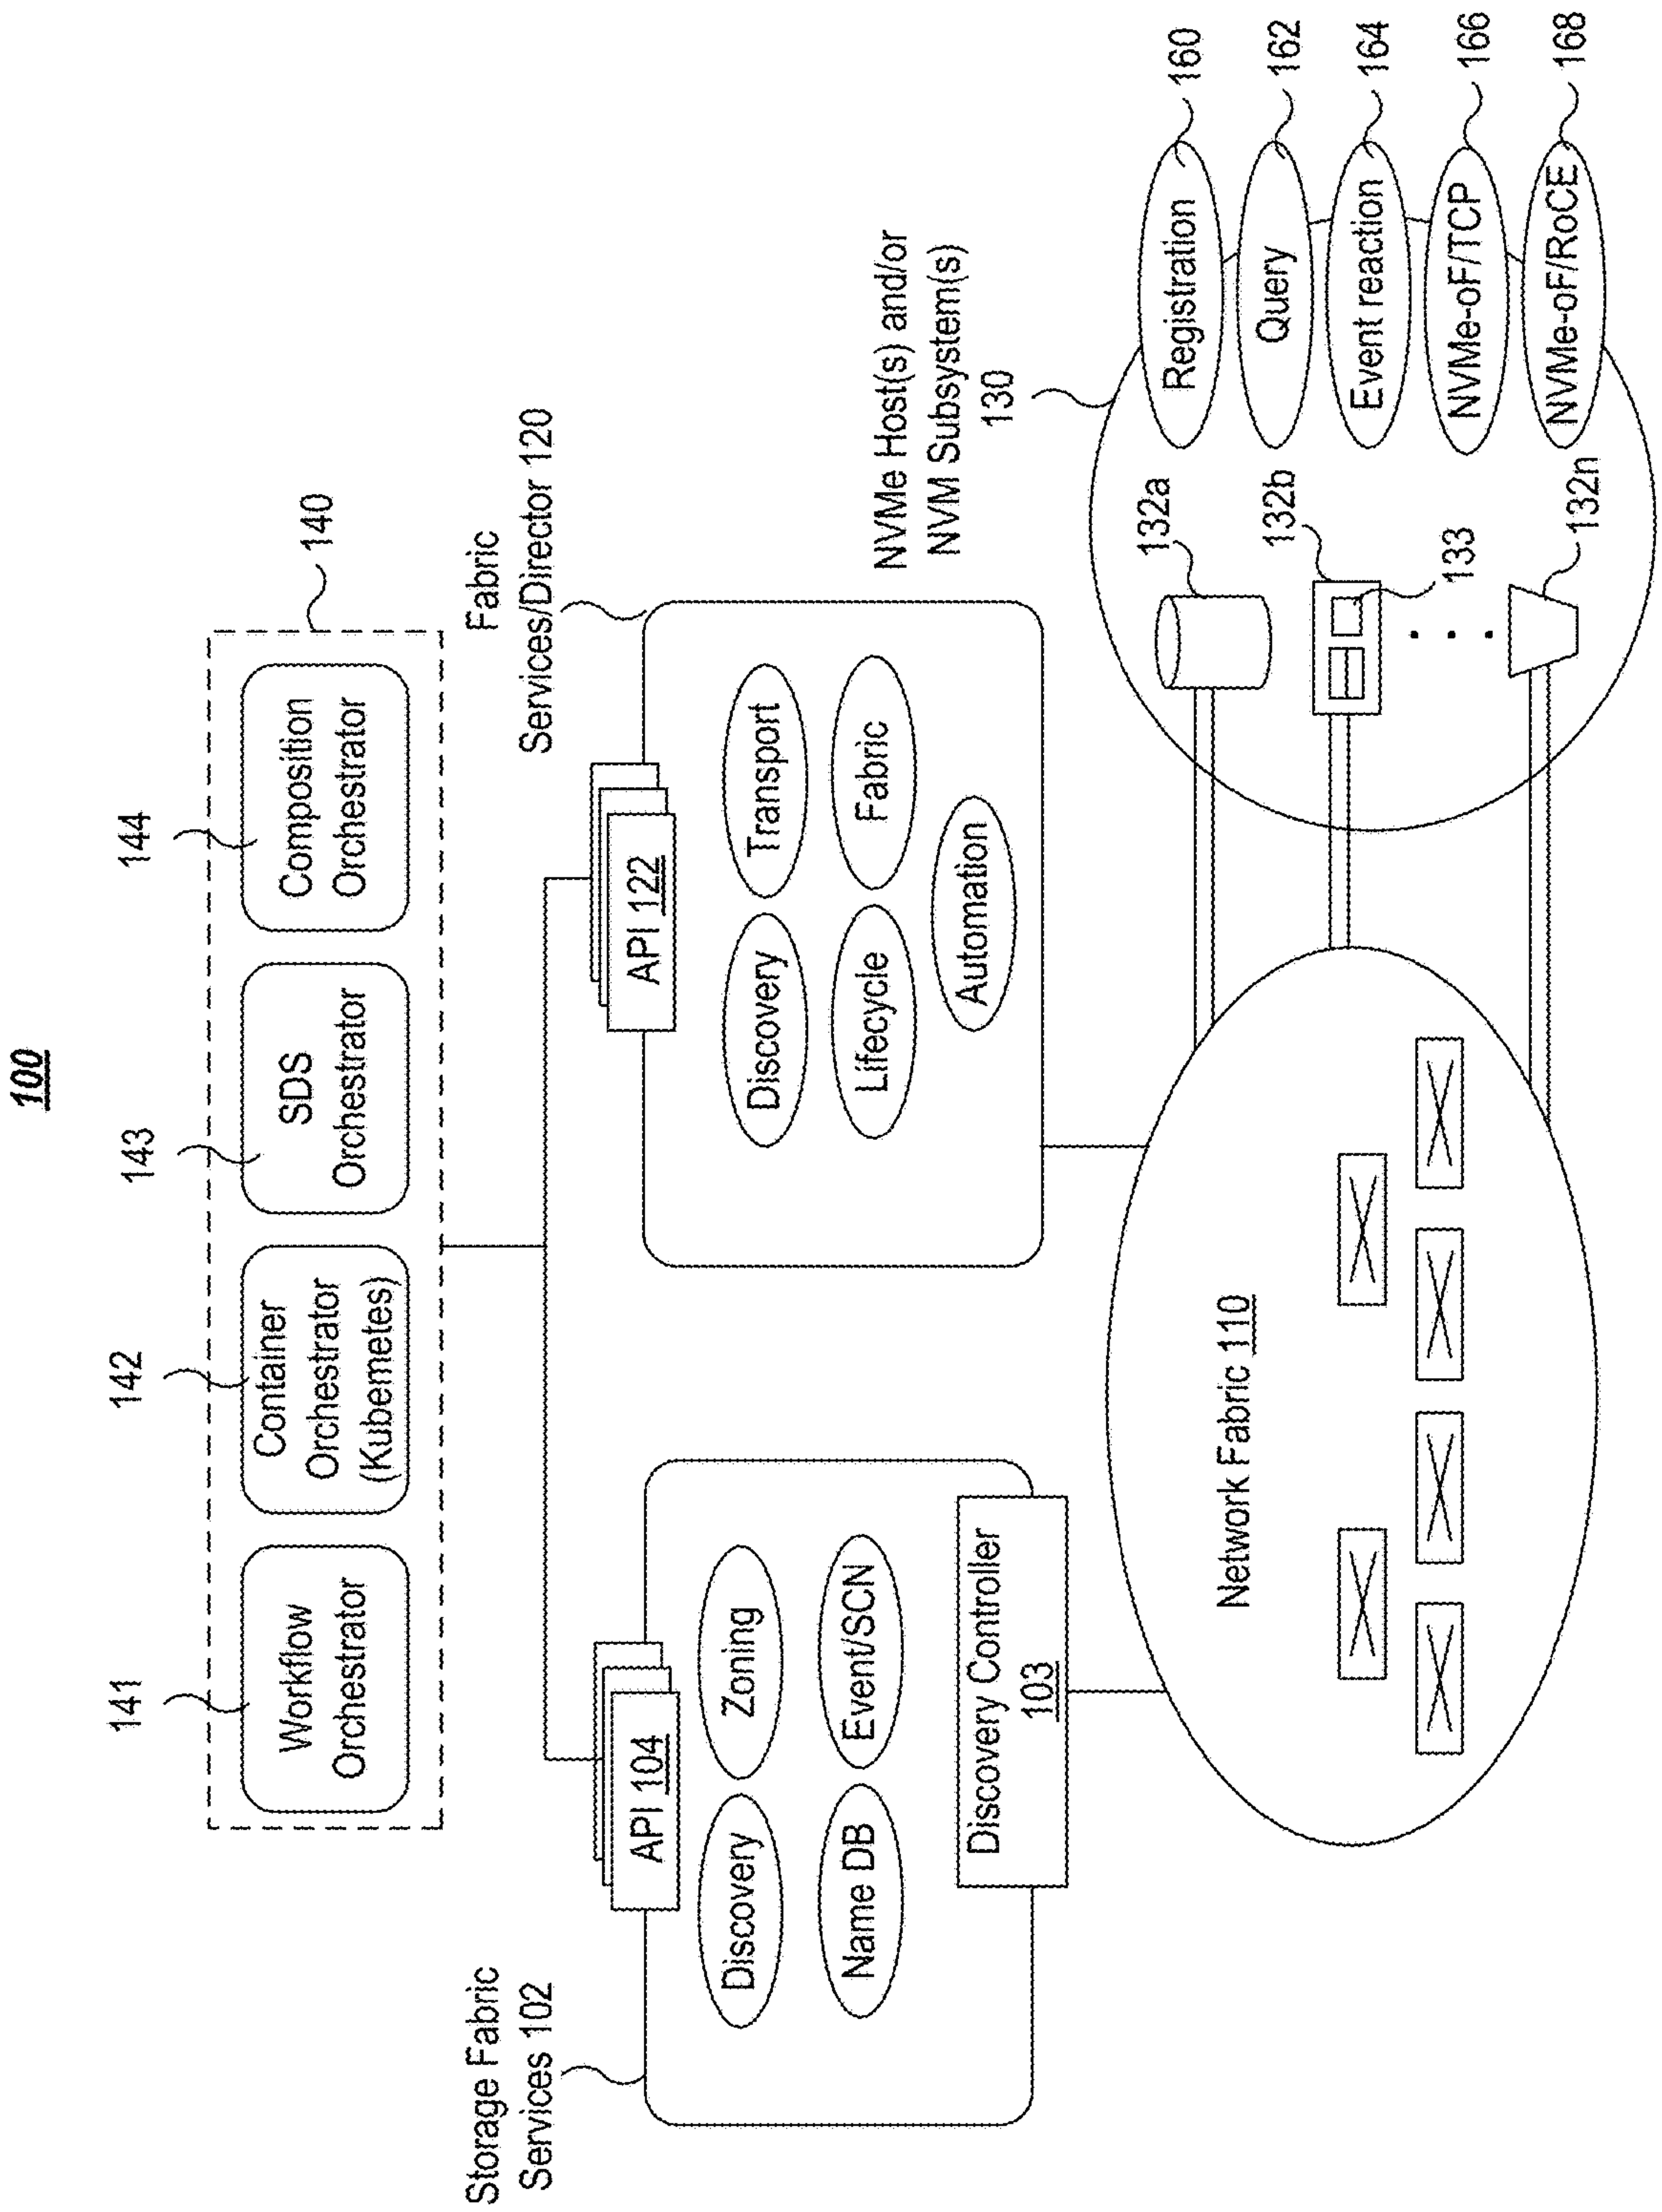 100
140
141
142
143
144
Workflow
Orchestrator
Container
Orchestrator
(Kubernetes)
SDS
Orchestrator
Composition
Orchestrator
Storage Fabric
Services 102
API 104
Discovery
Zoning
Name DB
Event/SCN
Discovery Controller
103
Fabric
Services/Director 120
API 122
Discovery
Transport
Lifecycle
Fabric
Automation
NVMe Host(s) and/or
NVM Subsystem(s)
130
Network Fabric 110
132a
132b
133
132n
Registration
160
Query
162
Event reaction
164
NVMe-oF/TCP
166
NVMe-oF/RoCE
168